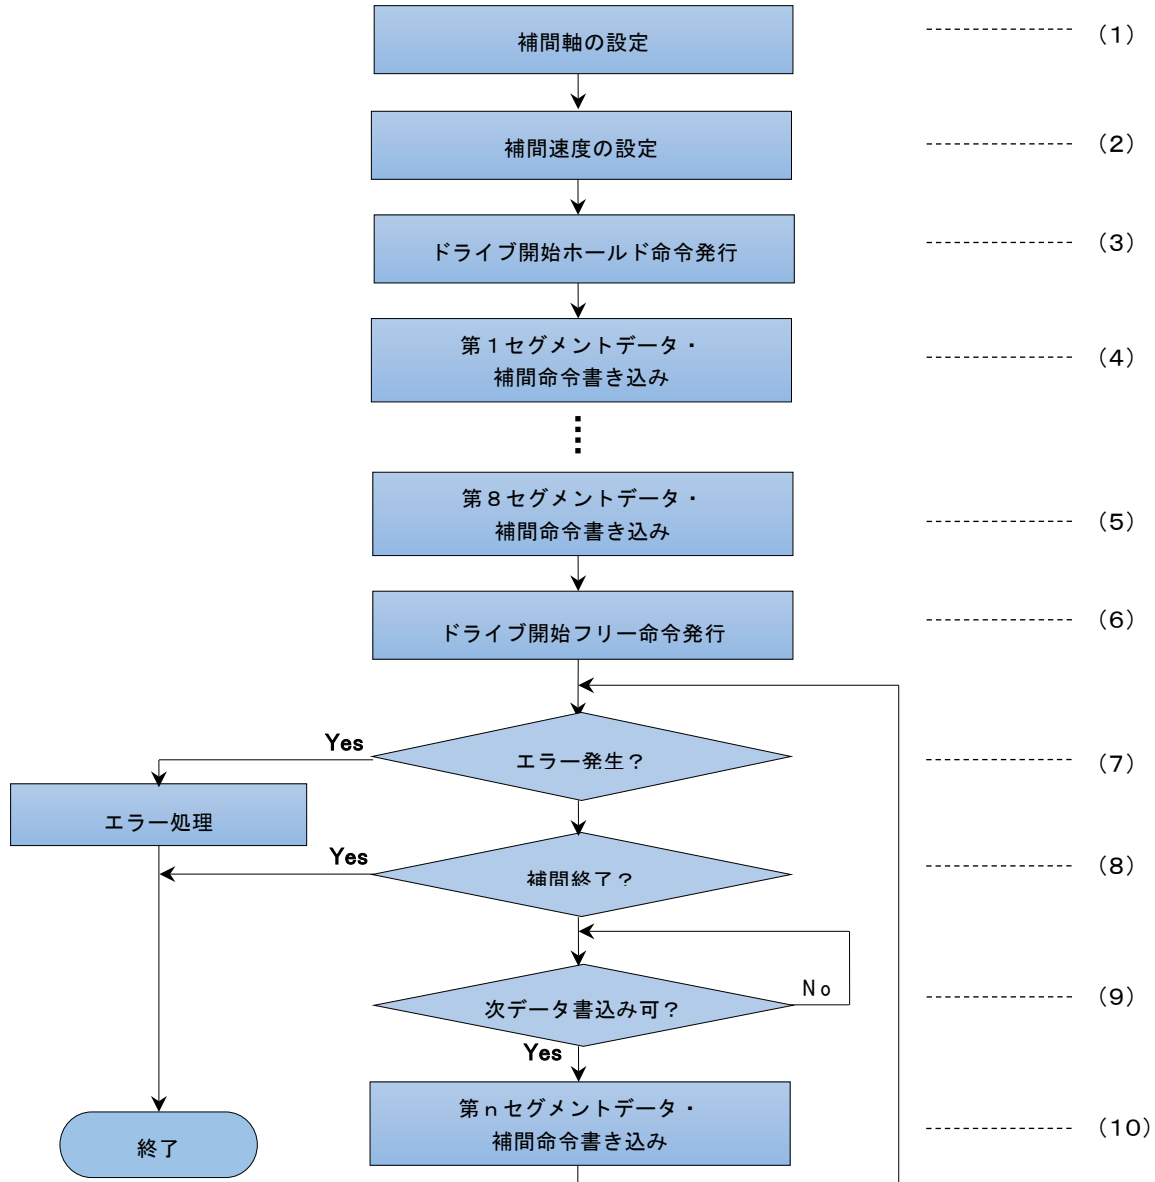 補間軸の設定
（1）
補間速度の設定
（2）
ドライブ開始ホールド命令発行
（3）
第１セグメントデータ・
補間命令書き込み
（4）
第８セグメントデータ・
補間命令書き込み
（5）
ドライブ開始フリー命令発行
（6）
Yes
エラー発生？
（7）
エラー処理
Yes
補間終了？
（8）
次データ書込み可？
No
（9）
Yes
第ｎセグメントデータ・
補間命令書き込み
（10）
終了